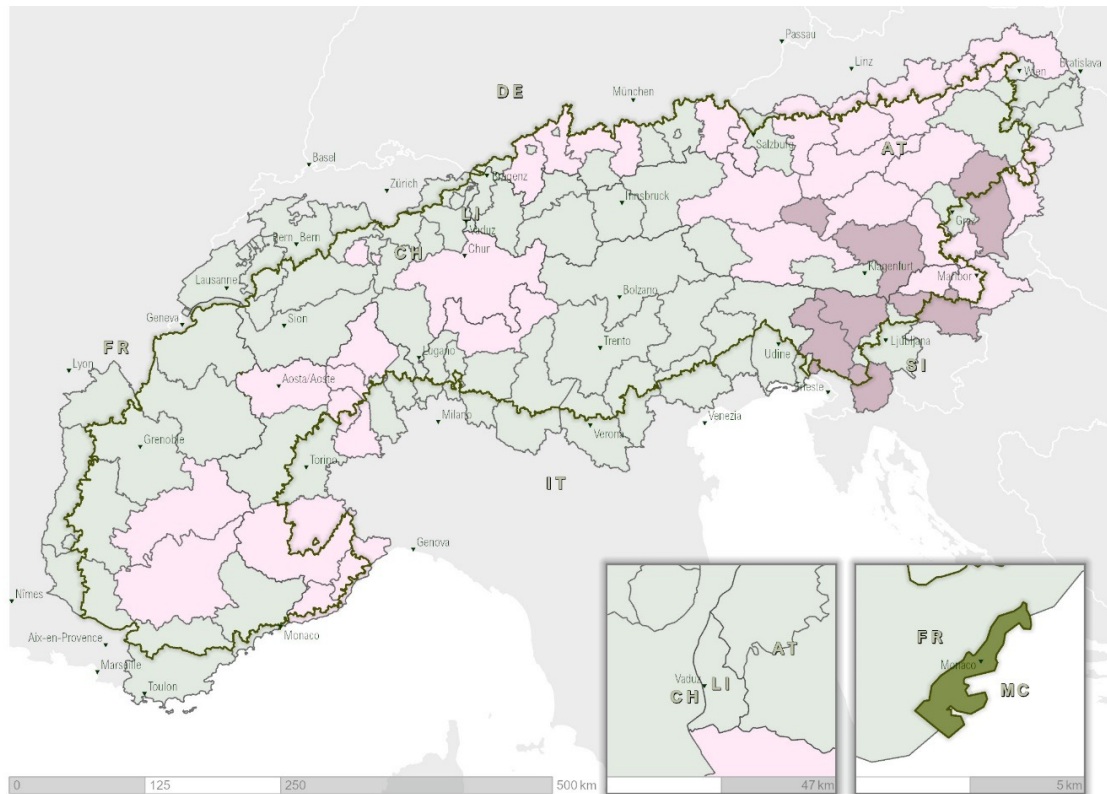 Passau
Linz
Wien
Bratislava
DE
München
Salzburg
AT
Basel
Zürich
Bregenz
Innsbruck
LI
Vaduz
Graz
Bern
Bern
CH
Chur
Klagenfurt
Maribor
Lausanne
Bolzano
Geneva
Sion
Ljubljana
FR
Lugano
Trento
Udine
SI
Lyon
Aosta/Aoste
Trieste
Milano
Verona
Venezia
Grenoble
Torino
IT
Genova
Nîmes
Monaco
Aix-en-Provence
Marseille
Toulon
AT
Vaduz
LI
CH
FR
Monaco
MC
0
125
250
500 km
47 km
5 km